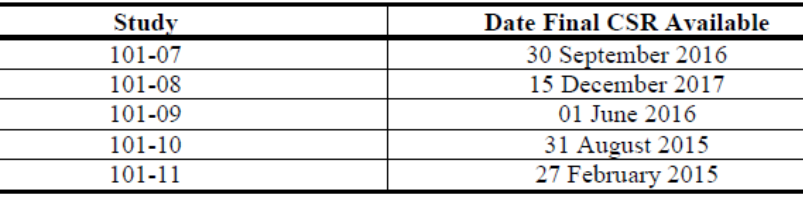 Study Date Final CSR Available
101-07 30 September 2016
101-08 15 December 2017
101-09 01 June 2016
101-10 31 August 2015
101-11 27 February 2015